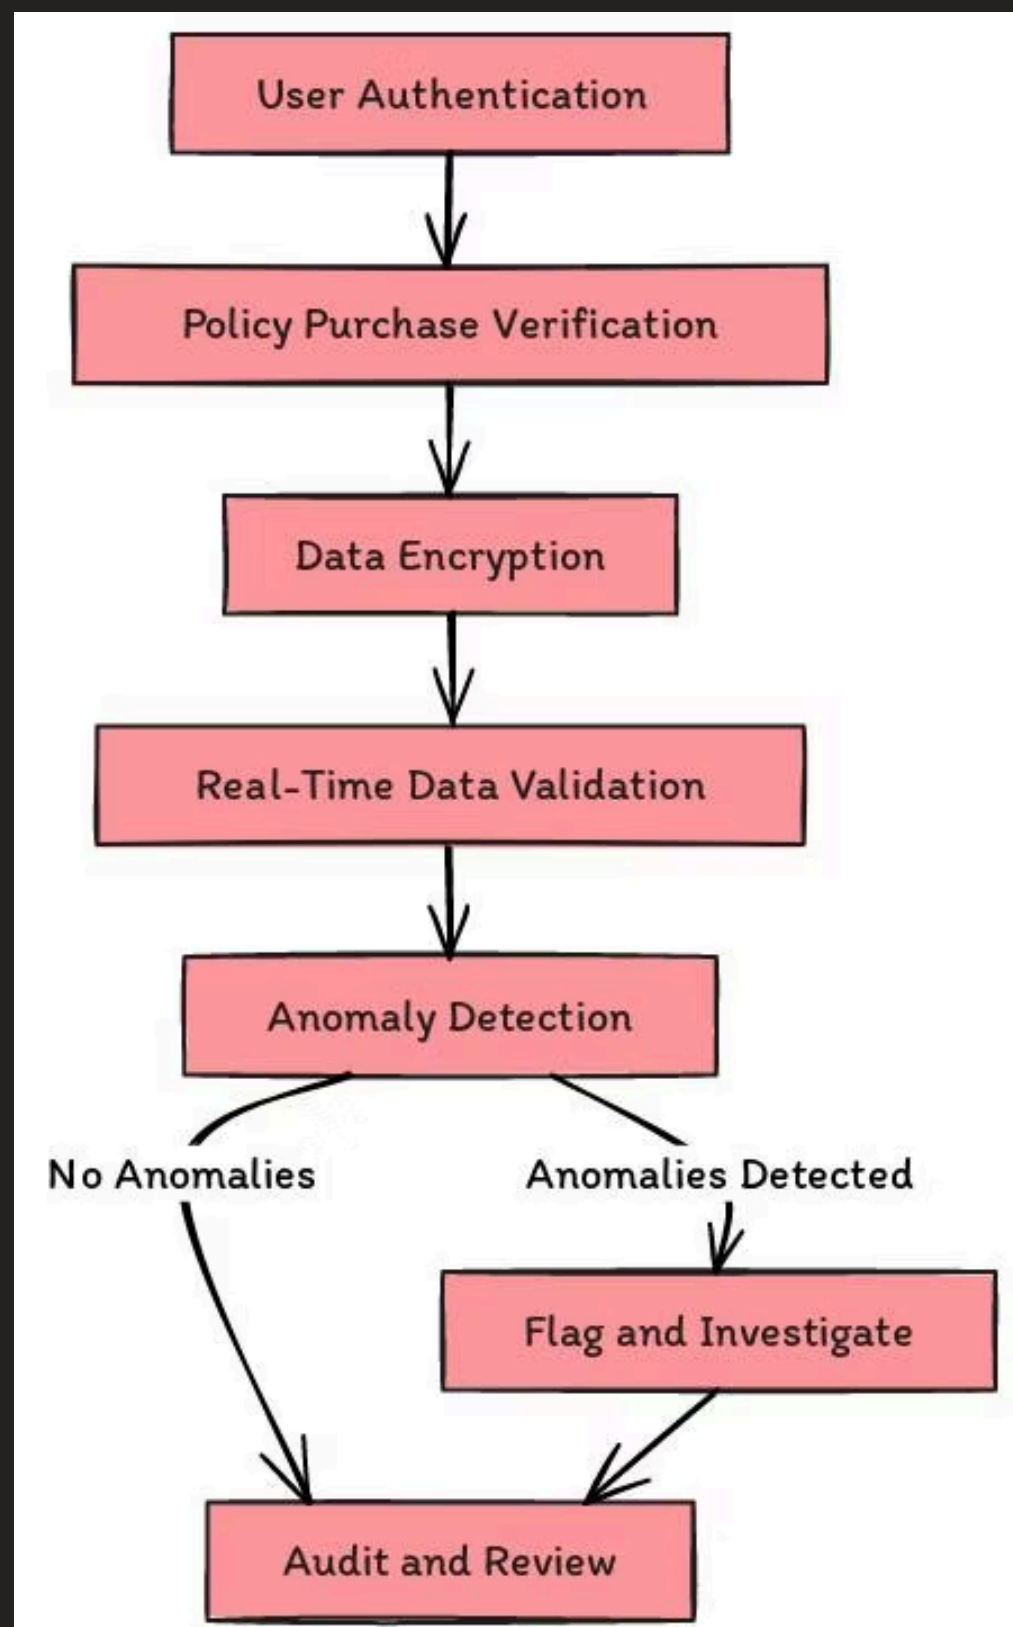 User Authentication
Policy Purchase Verification
Data Encryption
Real-Time Data Validation
Anomaly Detection
No Anomalies
Anomalies Detected
Flag and Investigate
Audit and Review